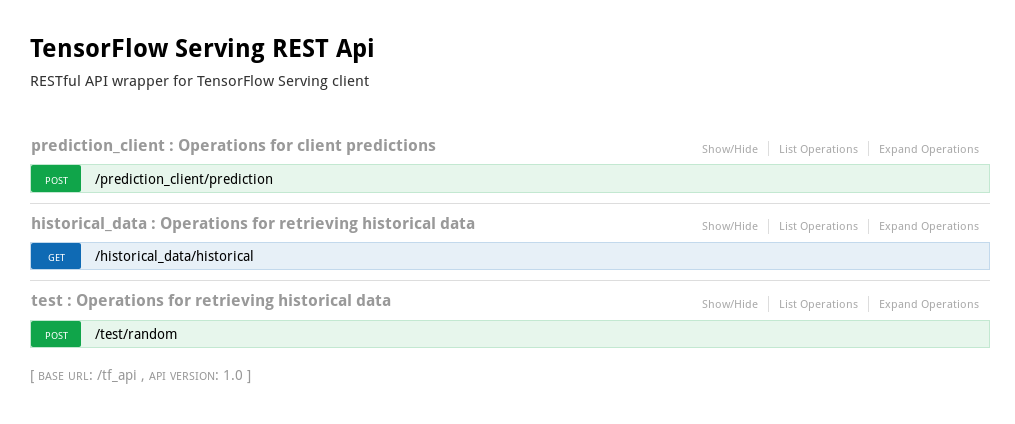 TensorFlow Serving REST Api
RESTful API wrapper for TensorFlow Serving client
prediction_client : Operations for client predictions Show/Hide List Operations Expand Operations
POST /prediction_client/prediction
historical_data : Operations for retrieving historical data Show/Hide List Operations Expand Operations
GET /historical_data/historical
test : Operations for retrieving historical data Show/Hide List Operations Expand Operations
POST /test/random
[ BASE URL: /tf_api , API VERSION: 1.0 ]